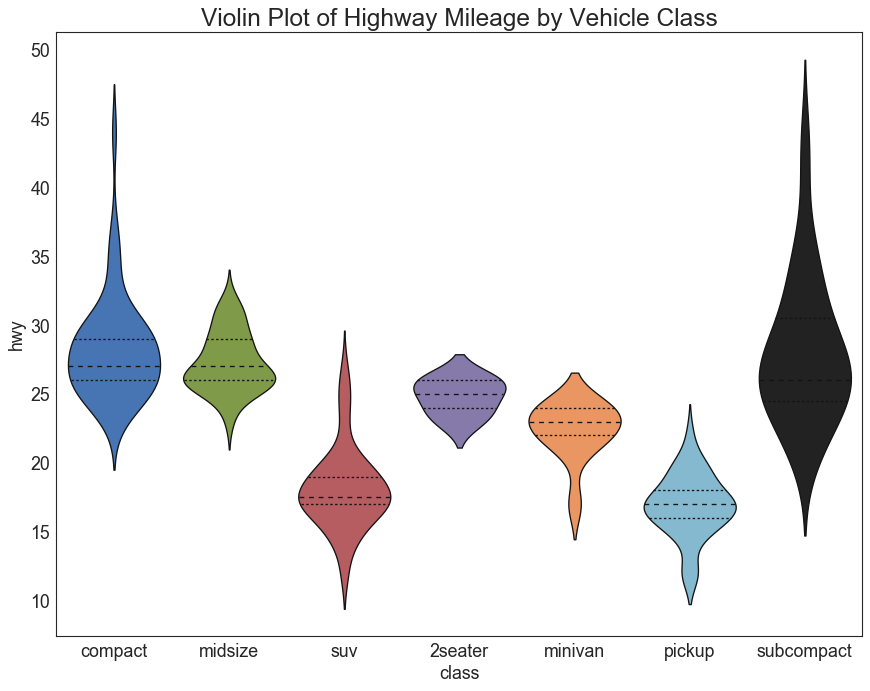 Violin Plot of Highway Mileage by Vehicle Class
50
45
40
35
30
25
20
15
10
hwy
compact midsize suv 2seater minivan pickup subcompact
class